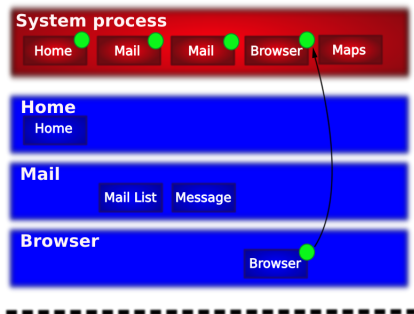 System process
Home Mail Mail Browser Maps
Home
Home
Mail
Mail List Message
Browser
Browser